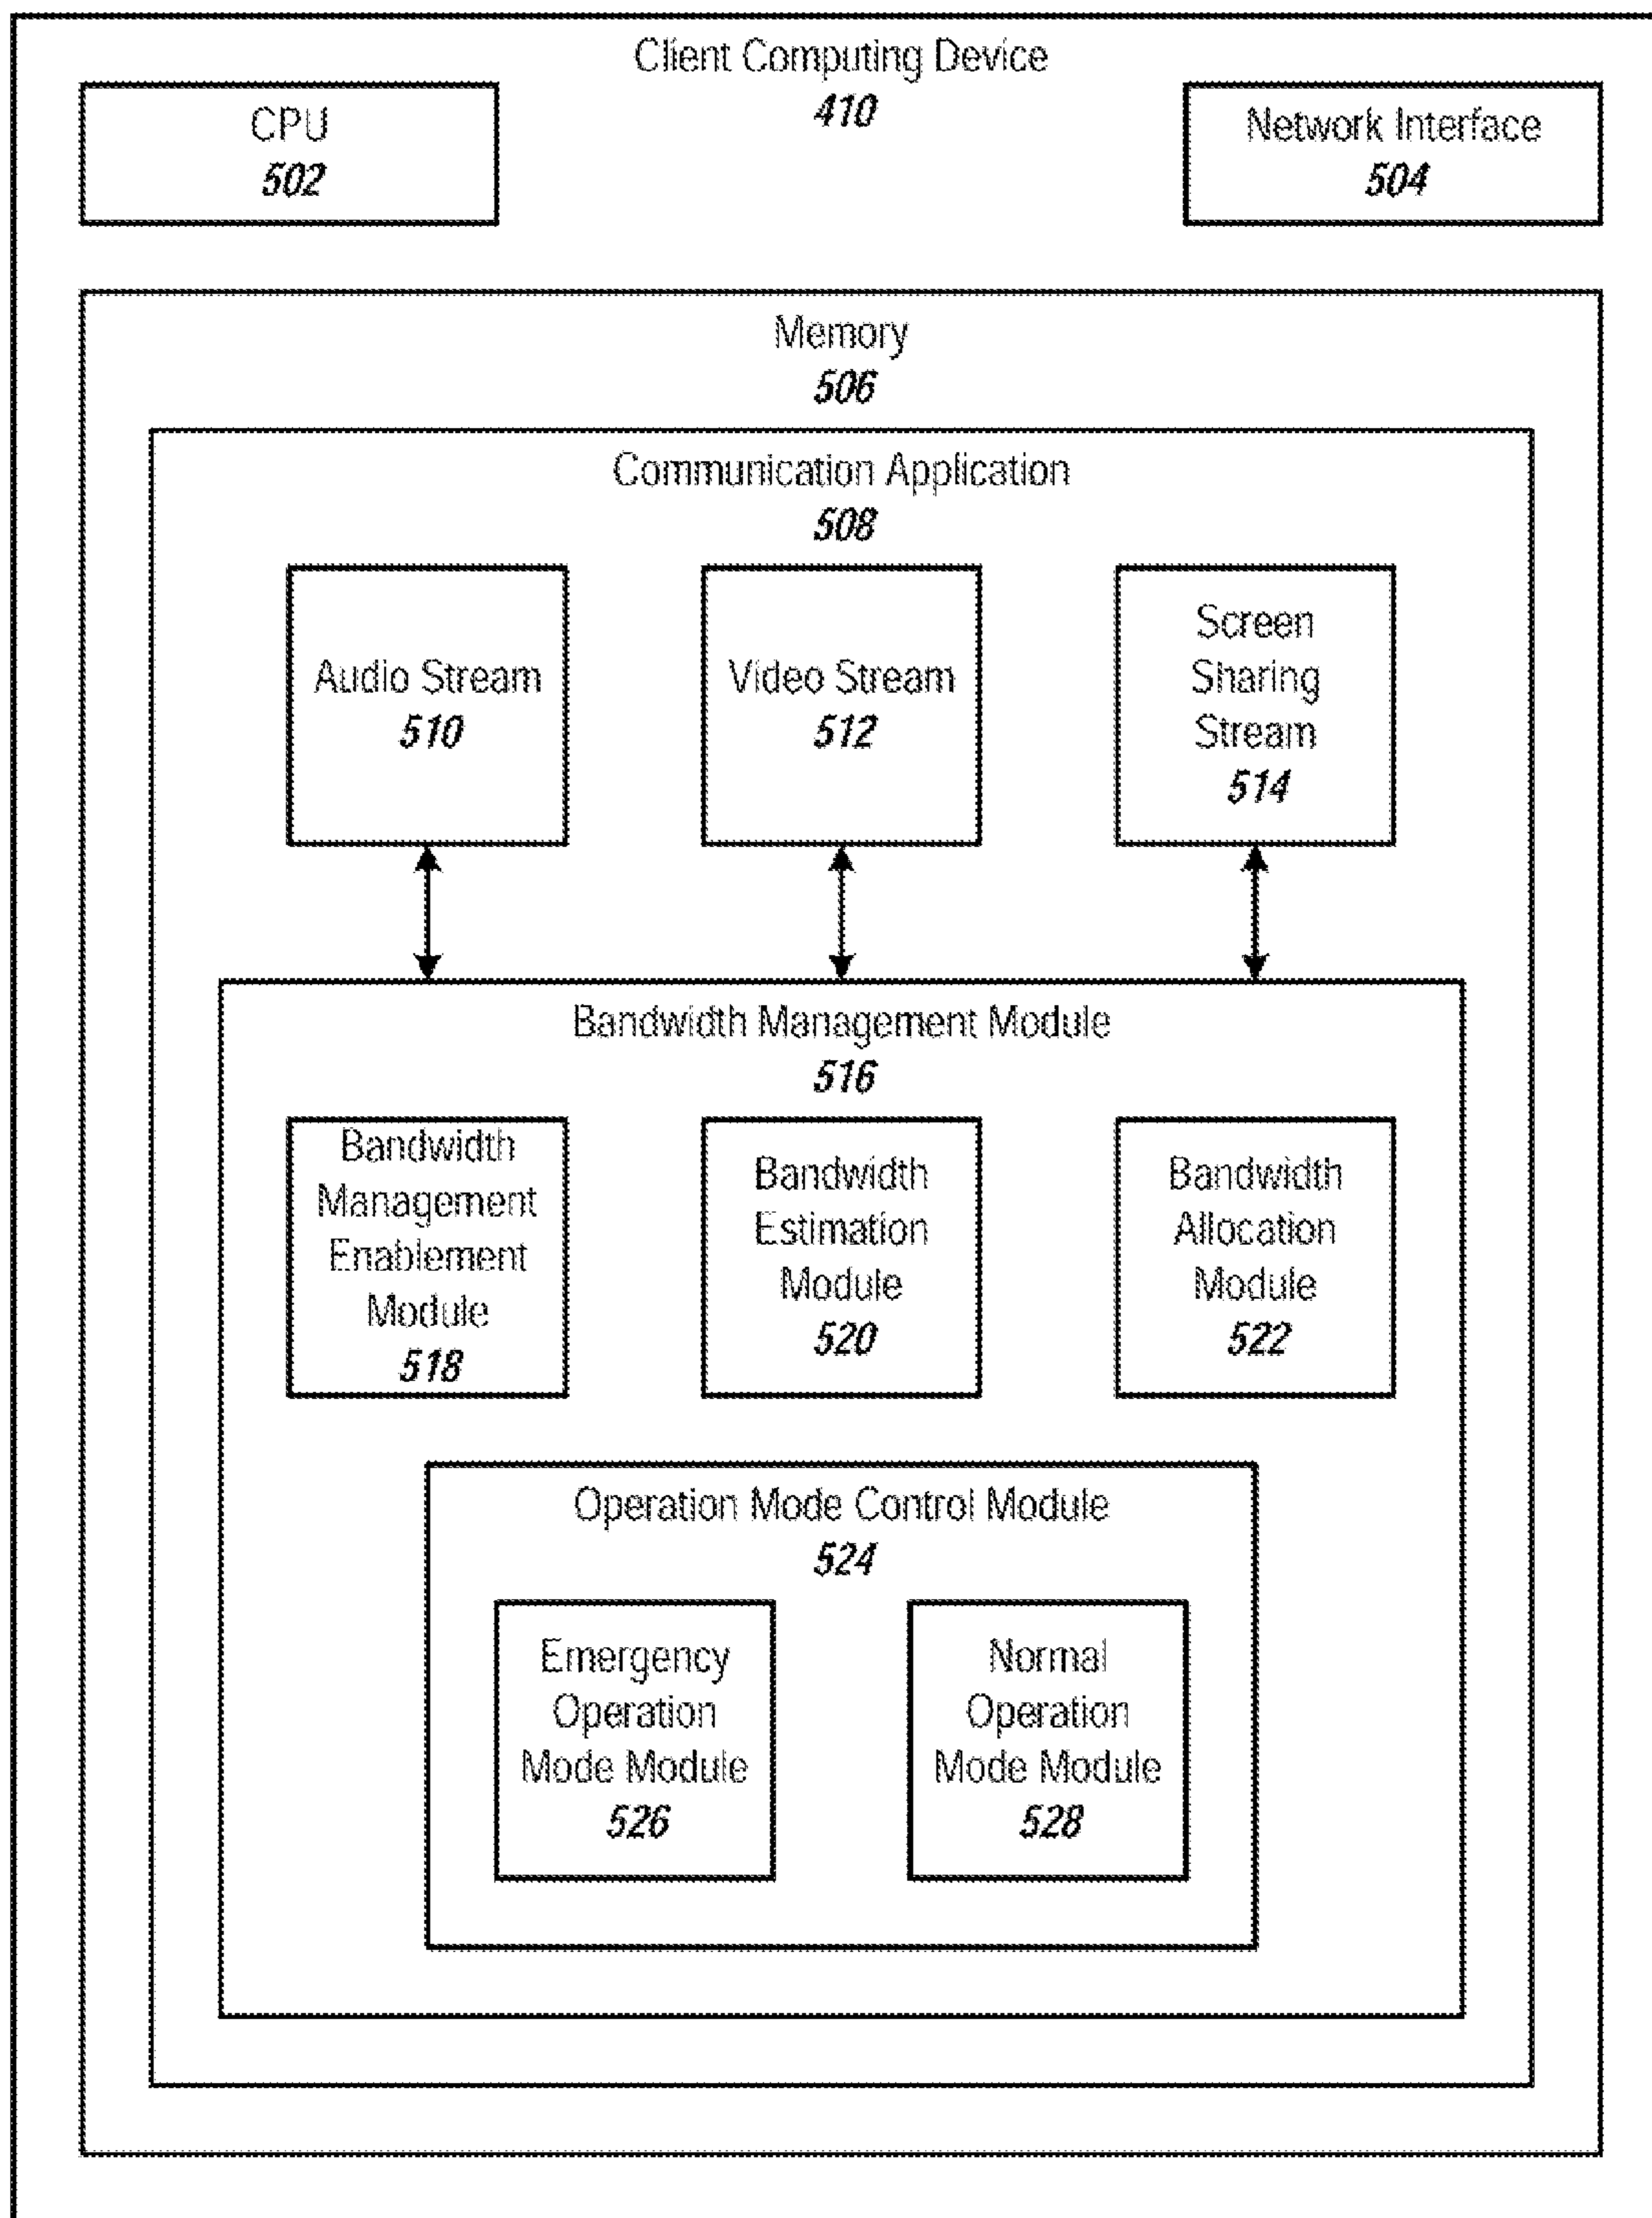 Client Computing Device
410
CPU
502
Network Interface
504
Memory
506
Communication Application
508
Audio Stream
510
Video Stream
512
Screen
Sharing
Stream
514
Bandwidth Management Module
516
Bandwidth
Management
Enablement
Module
518
Bandwidth
Estimation
Module
520
Bandwidth
Allocation
Module
522
Operation Mode Control Module
524
Emergency
Operation
Mode Module
526
Normal
Operation
Mode Module
528